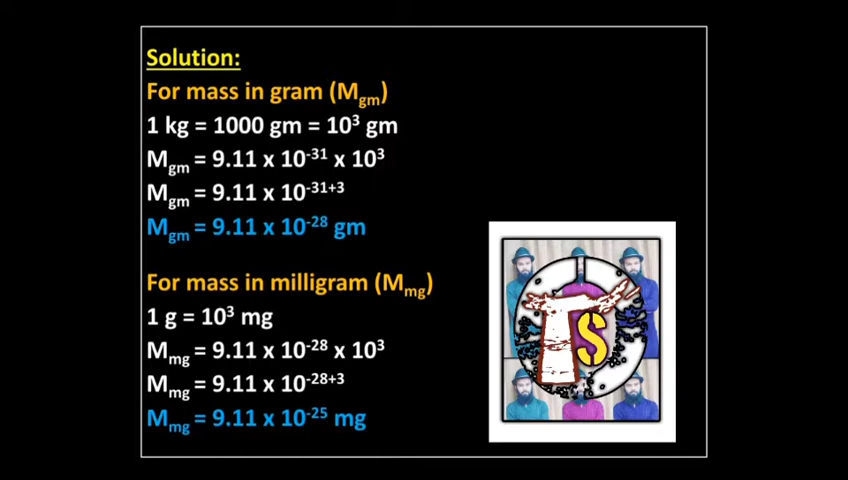 Solution:
For mass in gram (M₉ₘ)
1 kg = 1000 gm = 10³ gm
Mgm = 9.11 x 10⁻³¹ x 10³
Mgm = 9.11 x 10⁻³¹⁺³
Mgm = 9.11 x 10⁻²⁸ gm
For mass in milligram (Mmg)
1 g = 10³ mg
Mmg = 9.11 x 10⁻²⁸ x 10³
Mmg = 9.11 x 10⁻²⁸⁺³
Mmg = 9.11 x 10⁻²⁵ mg
TS